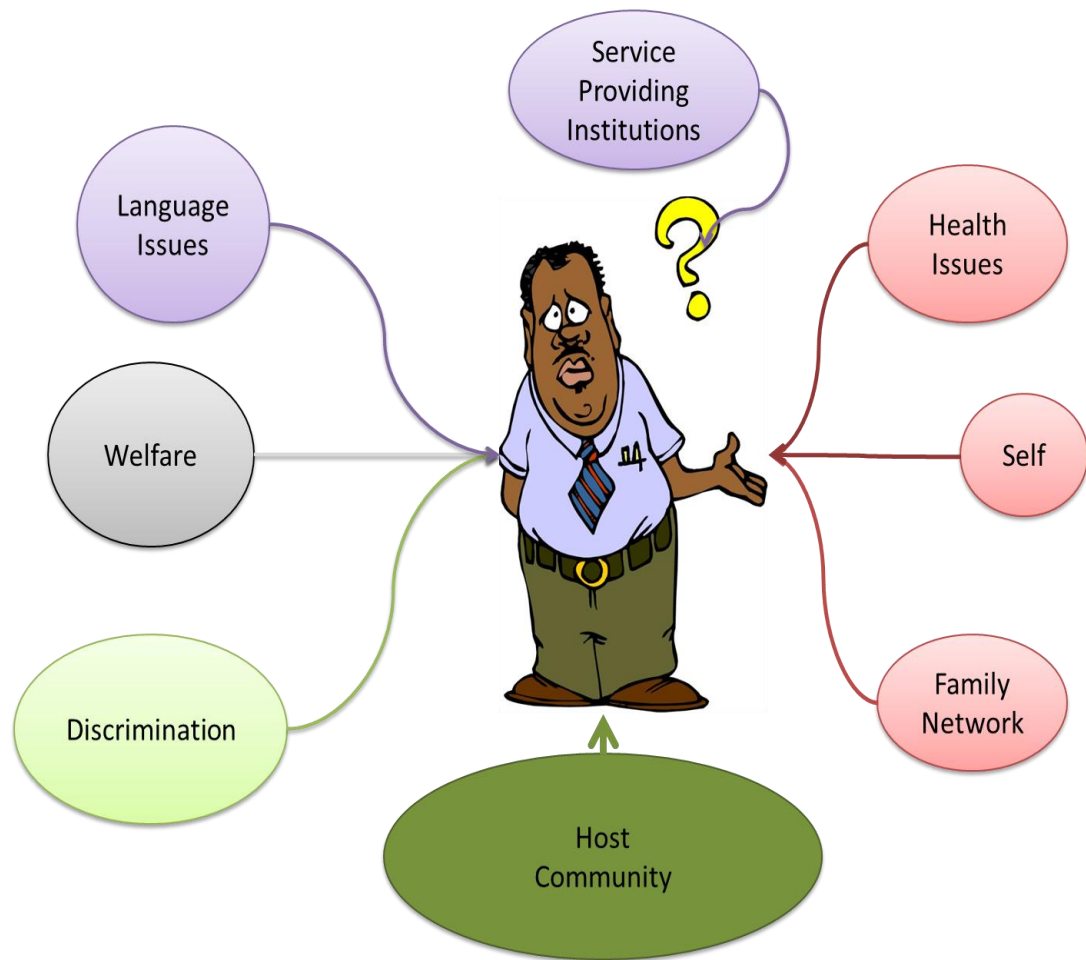 Service
Providing
Institutions
Language
Issues
Health
Issues
Welfare
Self
Discrimination
Family
Network
Host
Community